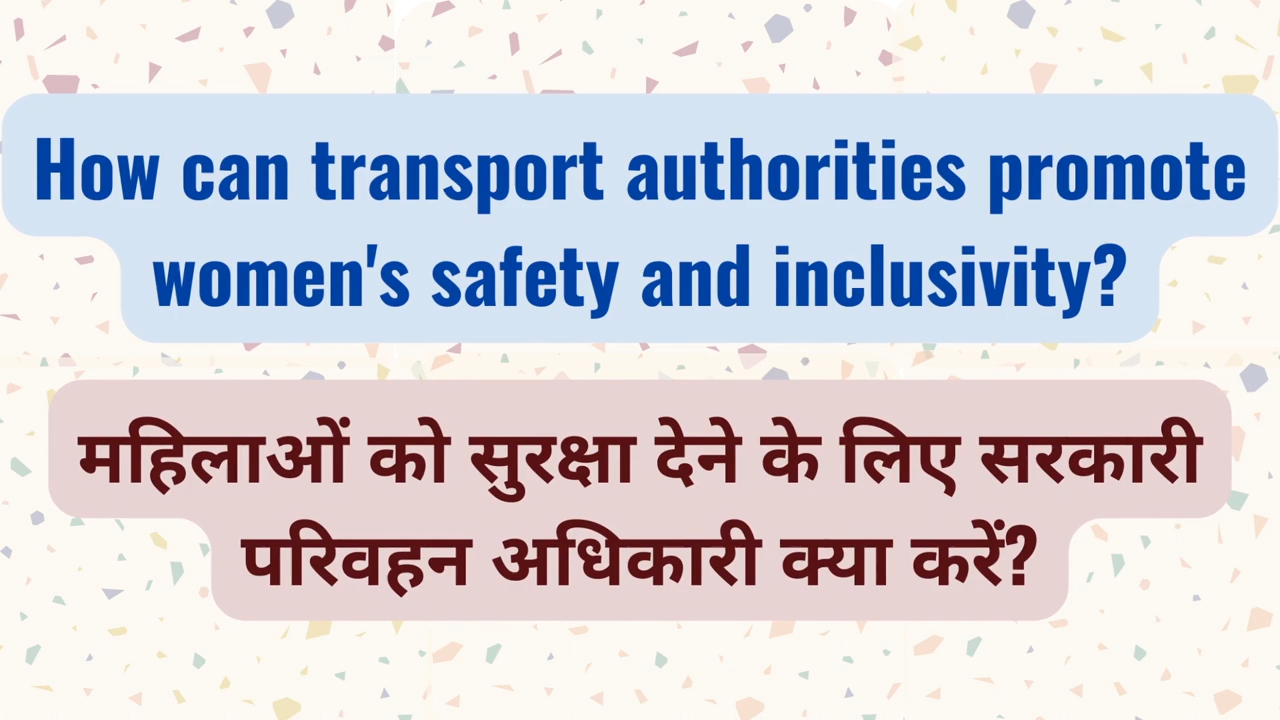 How can transport authorities promote
women's safety and inclusivity?
महिलाओं को सुरक्षा देने के लिए सरकारी
परिवहन अधिकारी क्या करें?